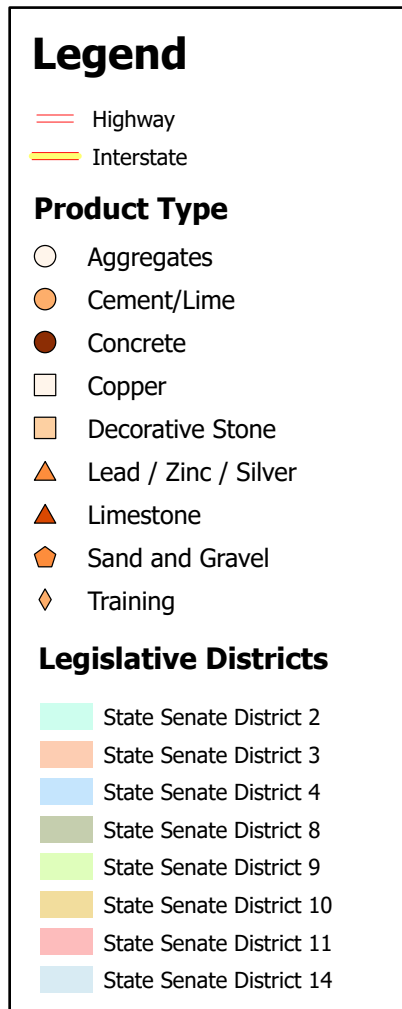 Legend
Highway
Interstate
Product Type
Aggregates
Cement/Lime
Concrete
Copper
Decorative Stone
Lead / Zinc / Silver
Limestone
Sand and Gravel
Training
Legislative Districts
State Senate District 2
State Senate District 3
State Senate District 4
State Senate District 8
State Senate District 9
State Senate District 10
State Senate District 11
State Senate District 14